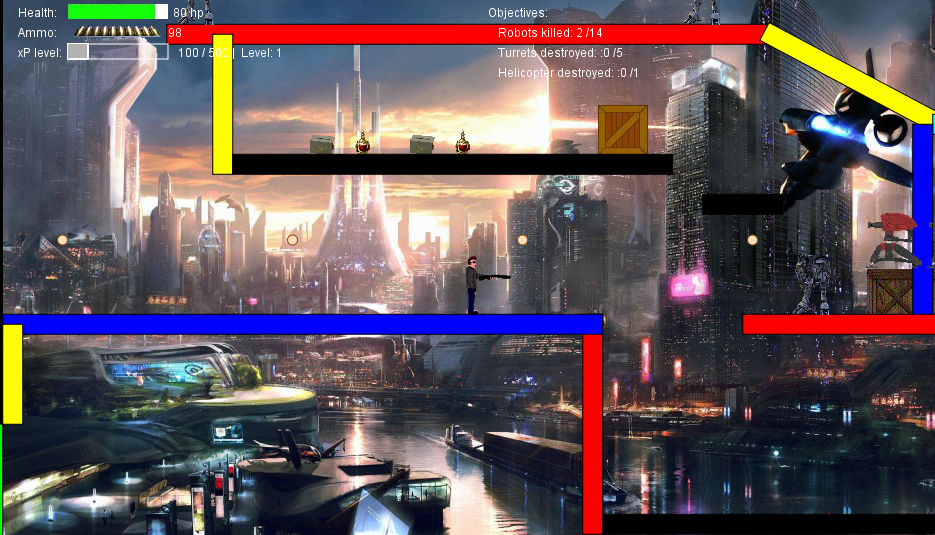 Health: 80 hp
Ammo: 98
xP level: 100 / 500 | Level: 1
Objectives:
Robots killed: 2 /14
Turrets destroyed: :0 /5
Helicopter destroyed: :0 /1